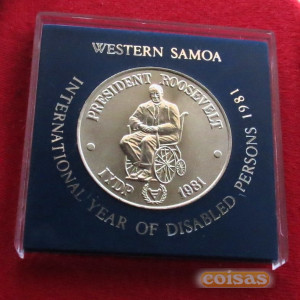 WESTERN SAMOA
INTERNATIONAL YEAR OF DISABLED PERSONS 1981
PRESIDENT ROOSEVELT
IYDP 1981
coisas